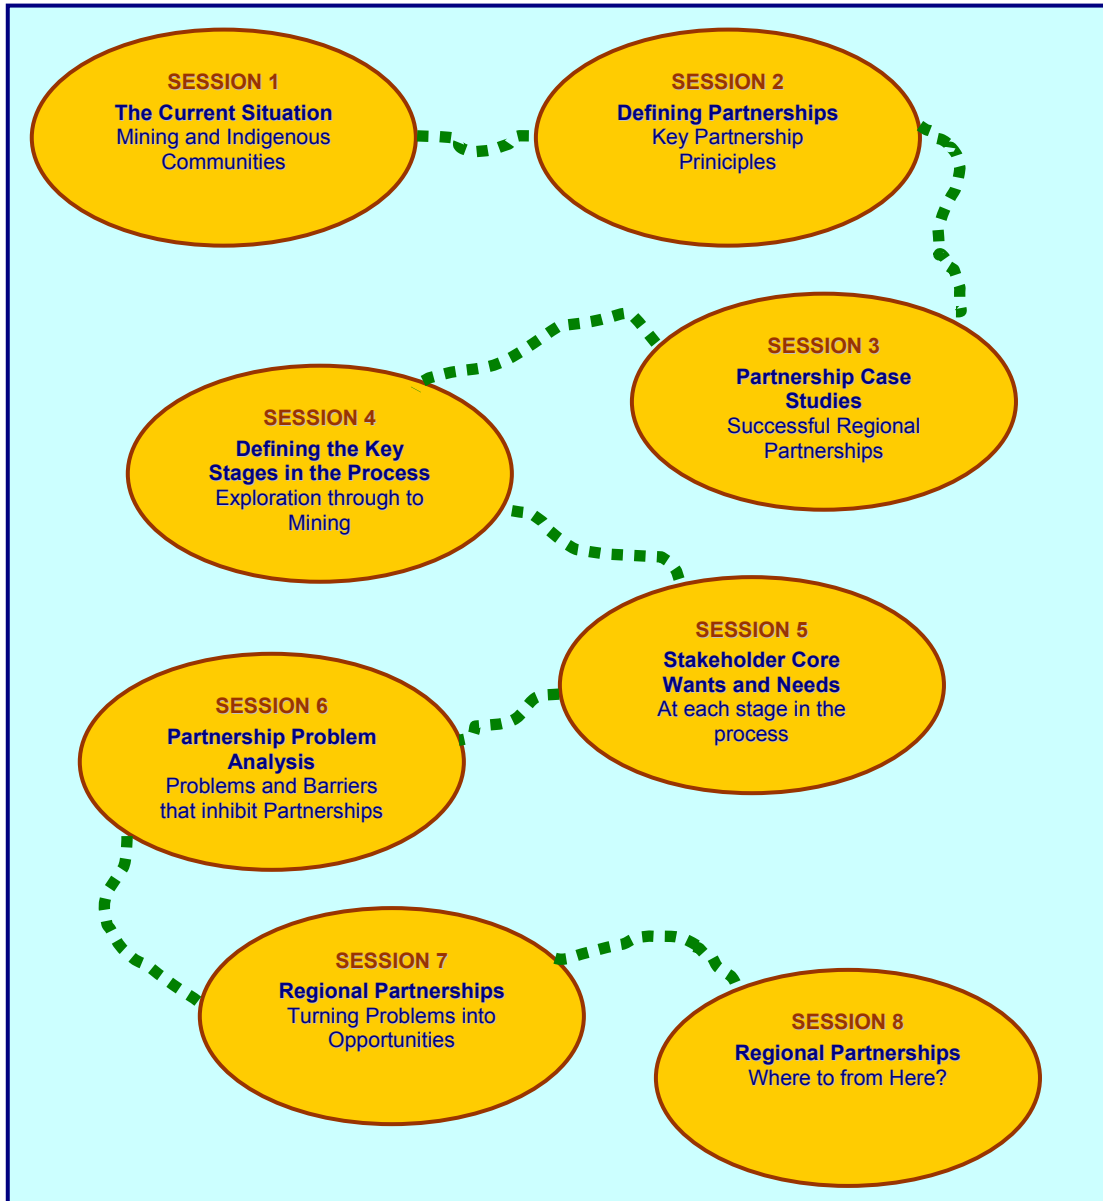 SESSION 1
The Current Situation
Mining and Indigenous
Communities
SESSION 2
Defining Partnerships
Key Partnership
Priniciples
SESSION 3
Partnership Case
Studies
Successful Regional
Partnerships
SESSION 4
Defining the Key
Stages in the Process
Exploration through to
Mining
SESSION 5
Stakeholder Core
Wants and Needs
At each stage in the
process
SESSION 6
Partnership Problem
Analysis
Problems and Barriers
that inhibit Partnerships
SESSION 7
Regional Partnerships
Turning Problems into
Opportunities
SESSION 8
Regional Partnerships
Where to from Here?